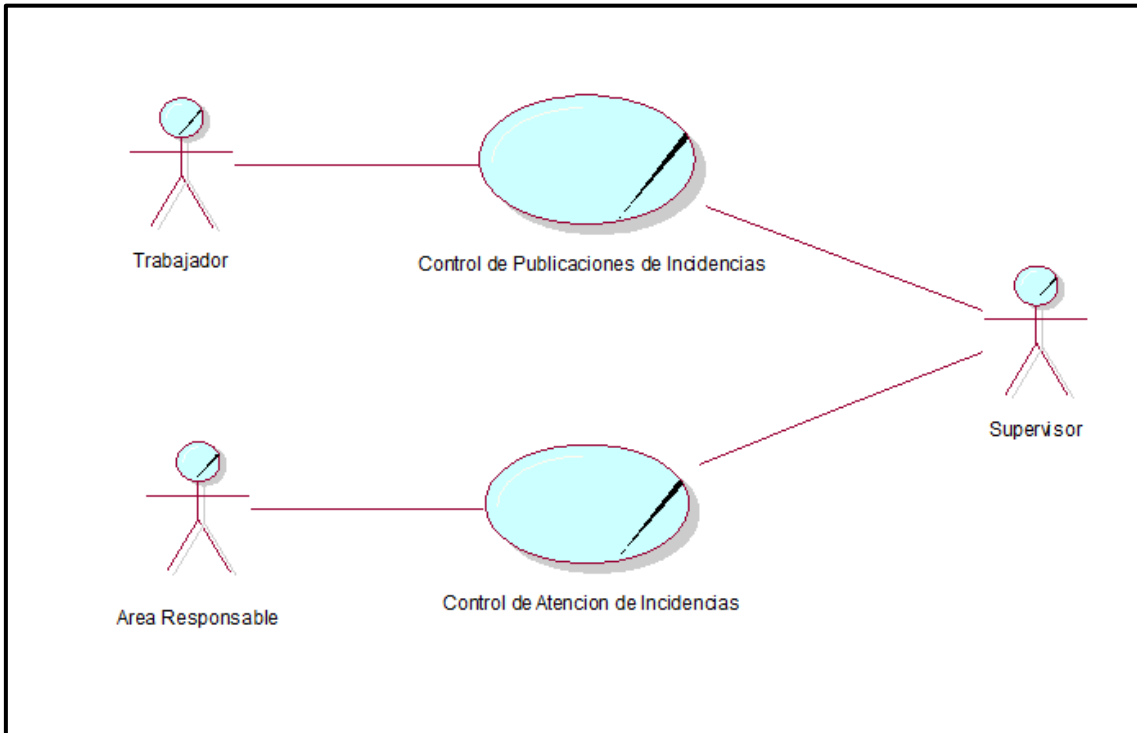 Trabajador
Control de Publicaciones de Incidencias
Supervisor
Area Responsable
Control de Atencion de Incidencias